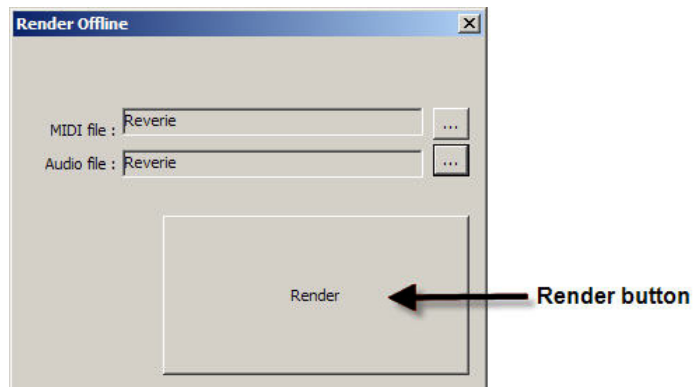 Render Offline
MIDI file :
Reverie
...
Audio file :
Reverie
...
Render
Render button